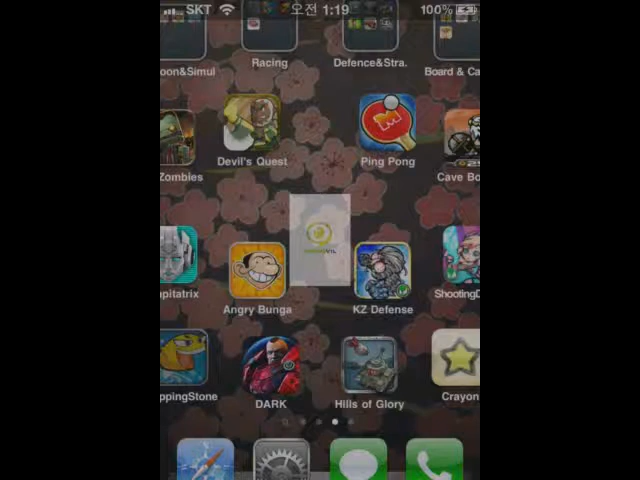 SKT 오전 1:19 100%
oon&Simul Racing Defence&Stra. Board & Ca
Zombies Devil's Quest Ping Pong Cave Bo
apitatrix Angry Bunga KZ Defense ShootingD
ppingStone DARK Hills of Glory Crayon